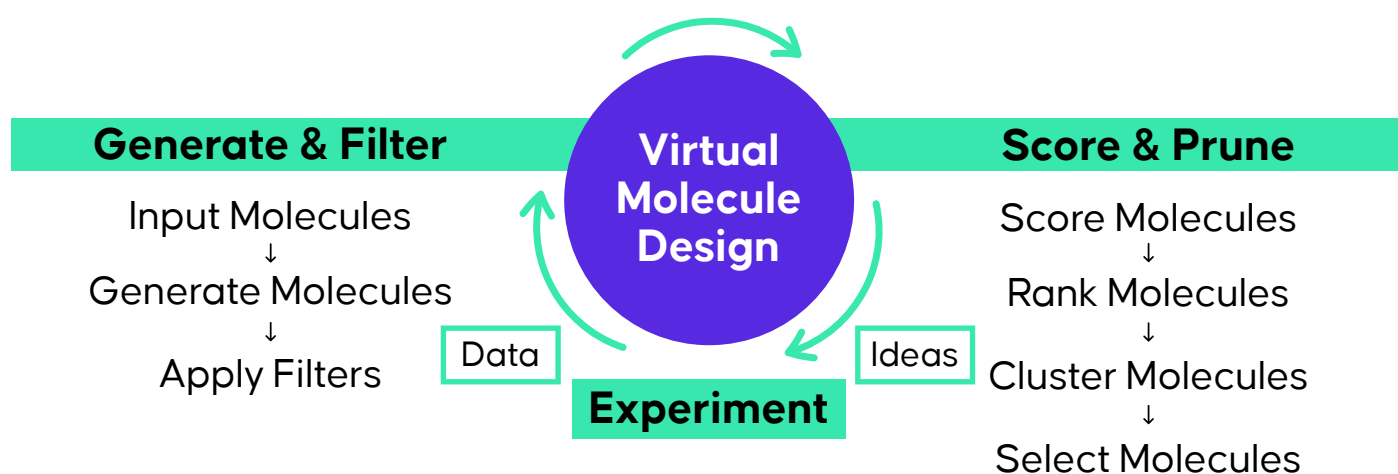 Generate & Filter
Input Molecules
↓
Generate Molecules
↓
Apply Filters
Virtual
Molecule
Design
Score & Prune
Score Molecules
↓
Rank Molecules
↓
Cluster Molecules
↓
Select Molecules
Data
Experiment
Ideas